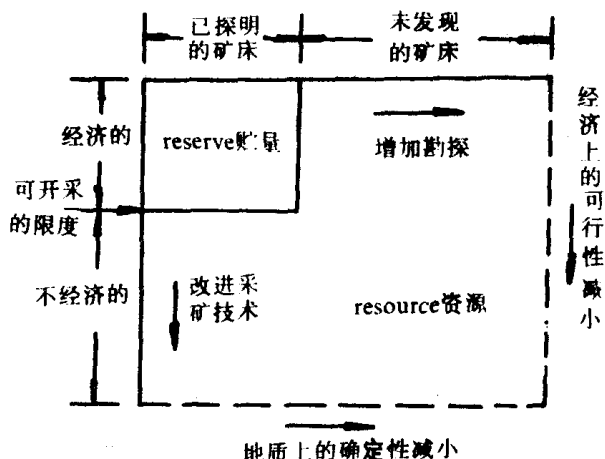 已探明
的矿床
未发现
的矿床
经济的
reserve贮量
增加勘探
可开采
的限度
不经济的
改进采
矿技术
resource资源
经济上的可行性减小
地质上的确定性减小